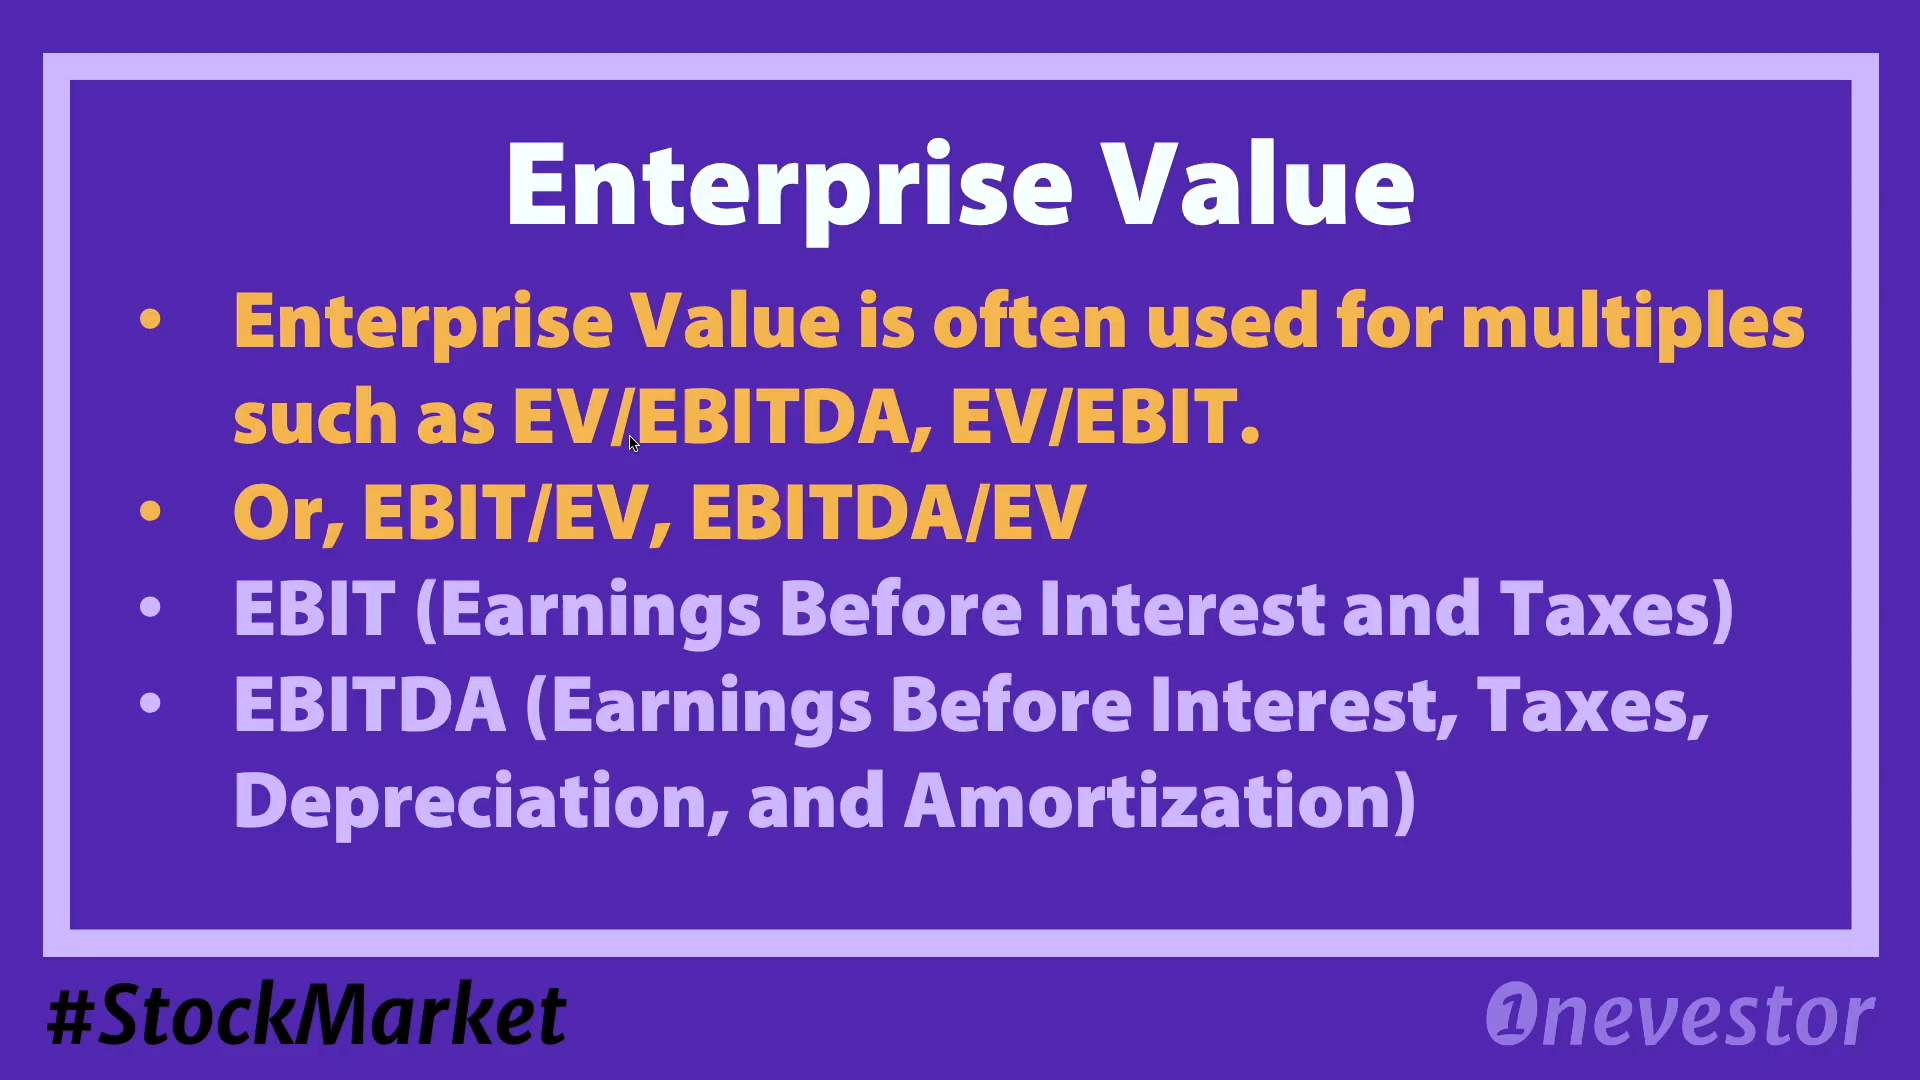 Enterprise Value
• Enterprise Value is often used for multiples
such as EV/EBITDA, EV/EBIT.
• Or, EBIT/EV, EBITDA/EV
• EBIT (Earnings Before Interest and Taxes)
• EBITDA (Earnings Before Interest, Taxes,
Depreciation, and Amortization)
#StockMarket
1nevestor